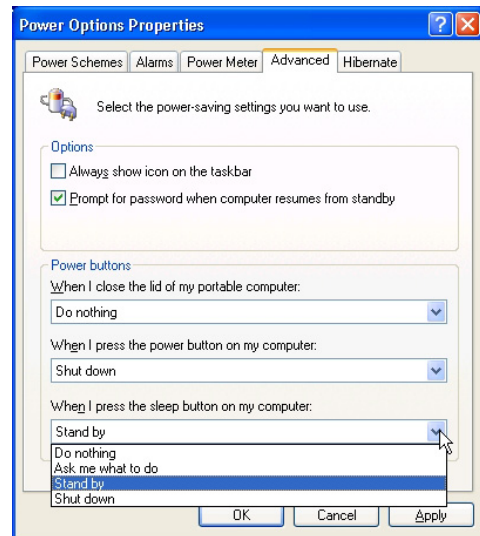 Power Options Properties
Power Schemes Alarms Power Meter Advanced Hibernate
Select the power-saving settings you want to use.
Options
Always show icon on the taskbar
Prompt for password when computer resumes from standby
Power buttons
When I close the lid of my portable computer:
Do nothing
When I press the power button on my computer:
Shut down
When I press the sleep button on my computer:
Stand by
Do nothing
Ask me what to do
Stand by
Shut down
OK Cancel Apply